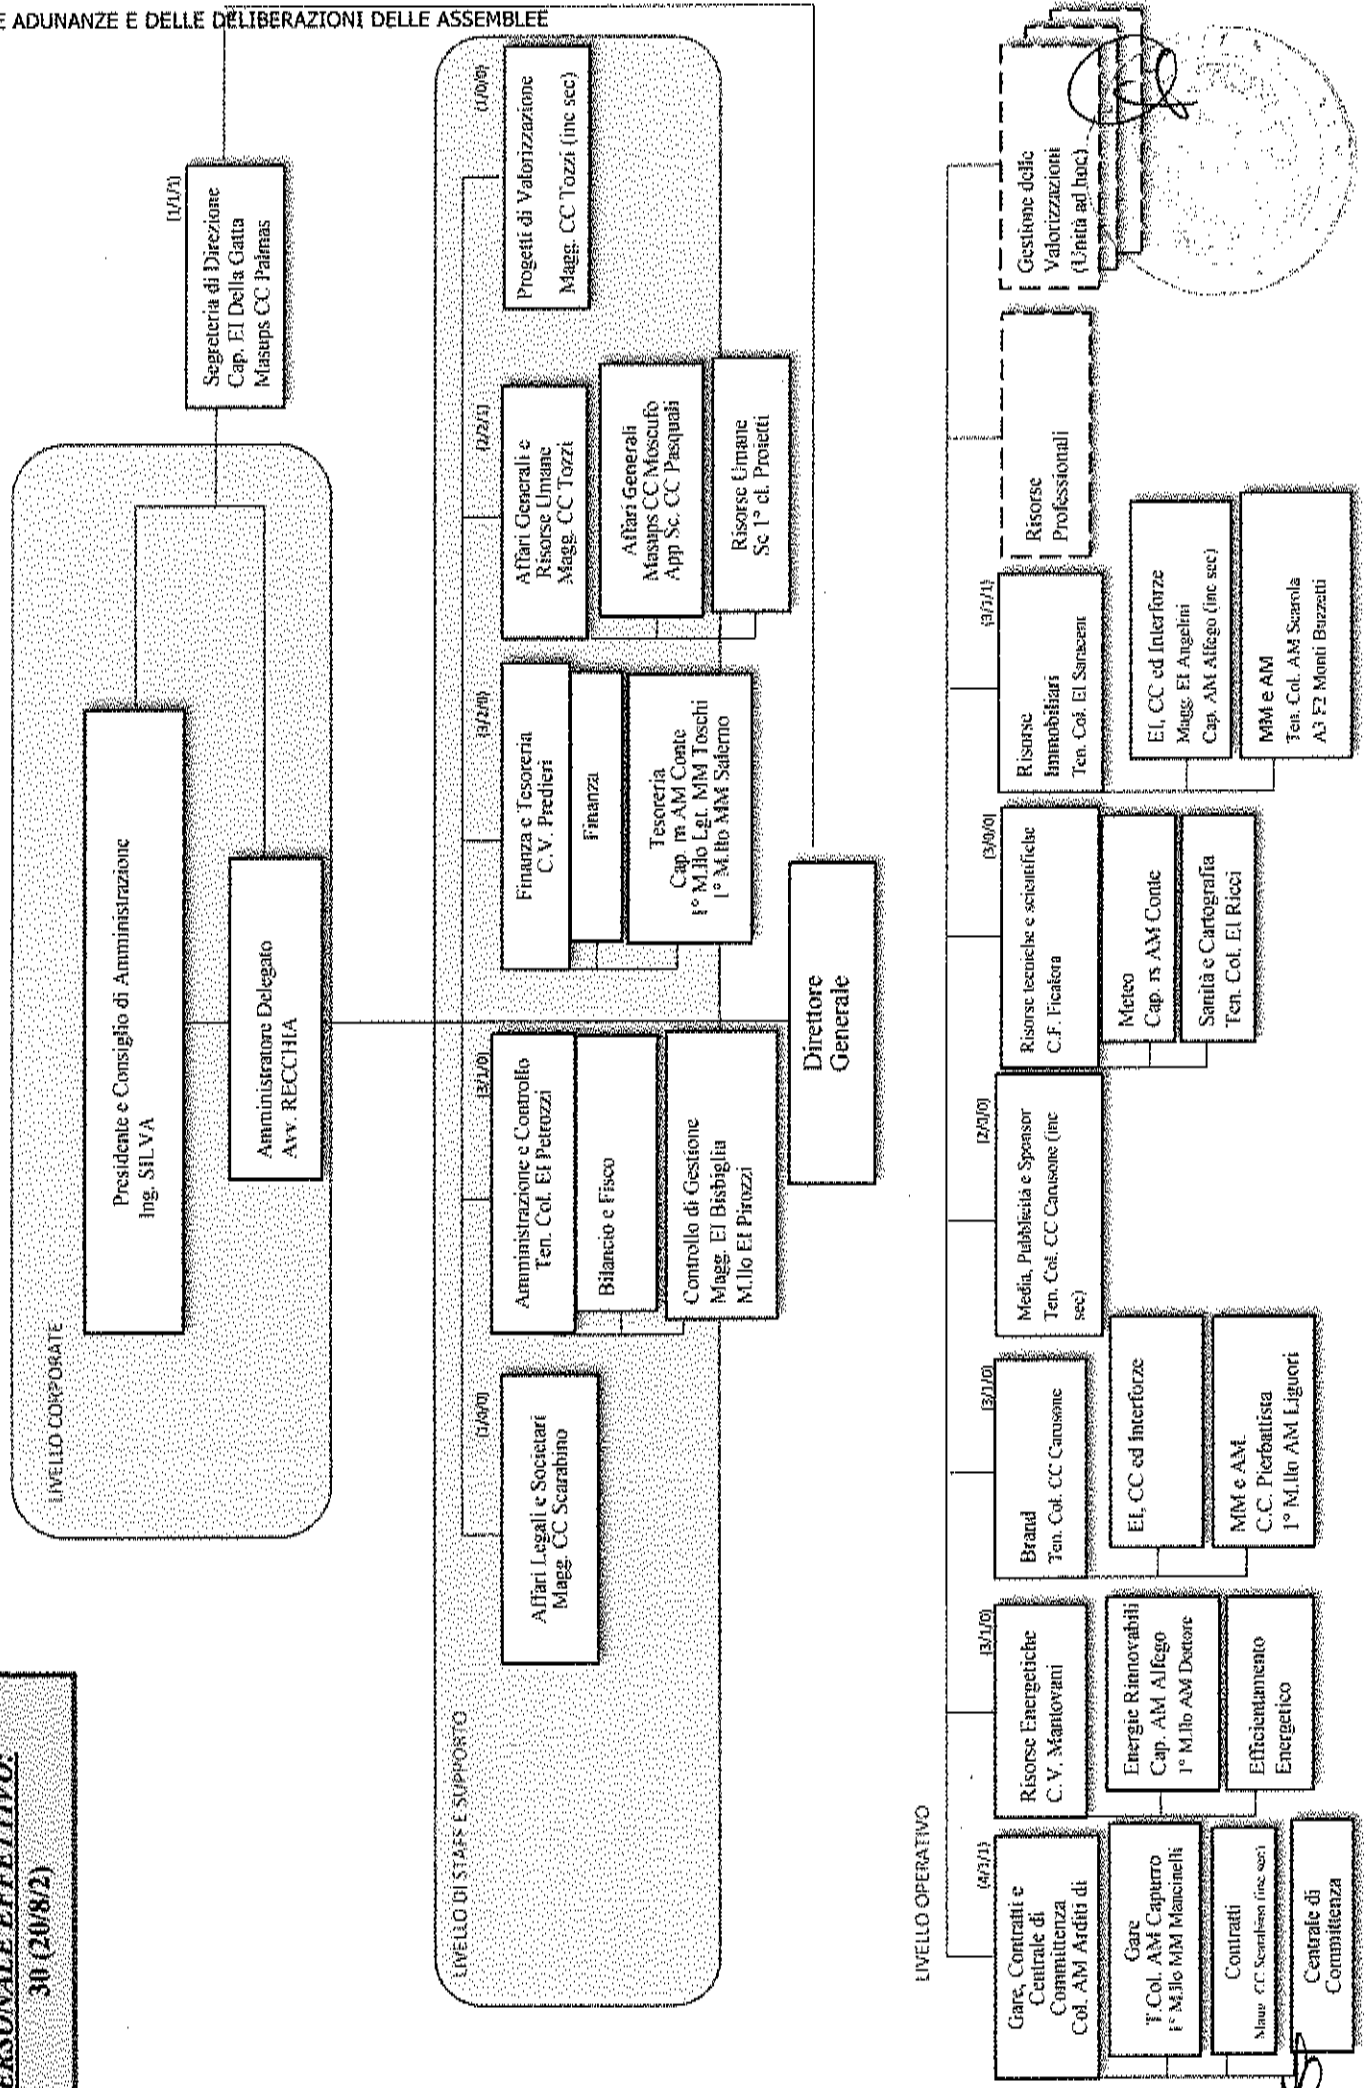 E ADUNANZE E DELLE DELIBERAZIONI DELLE ASSEMBLEE
PERSONALE EFFETTIVO:
30 (20/8/2)
LIVELLO CORPORATE
Presidente e Consiglio di Amministrazione
Ing. SILVA
Amministratore Delegato
Avv. RECCHIA
[1/1/1]
Segreteria di Direzione
Cap. EI Della Gatta
Masups CC Palmas
LIVELLO DI STAFF E SUPPORTO
[1/0/0]
Affari Legali e Societari
Magg. CC Scarabino
[3/1/0]
Amministrazione e Controllo
Ten. Col. EI Petrozzi
Bilancio e Fisco
Controllo di Gestione
Magg. EI Bisbiglia
M.llo EI Pirozzi
[3/2/0]
Finanza e Tesoreria
C.V. Predieri
Finanza
Tesoreria
Cap. rn AM Conte
1° M.llo Lgt. MM Toschi
1° M.llo MM Salerno
[2/2/1]
Affari Generali e
Risorse Umane
Magg. CC Tozzi
Affari Generali
Masups CC Moscufo
App Sc. CC Pasquali
Risorse Umane
Sc 1° cl. Proietti
(1/0/0)
Progetti di Valorizzazione
Magg. CC Tozzi (inc sec)
Direttore
Generale
LIVELLO OPERATIVO
(4/3/1)
Gare, Contratti e
Centrale di
Committenza
Col. AM Arditi di
Gare
T.Col. AM Capurro
1° M.llo MM Mancinelli
Contratti
Magg. CC Scarabino (inc sec)
Centrale di
Committenza
[3/1/0]
Risorse Energetiche
C.V. Mantovani
Energie Rinnovabili
Cap. AM Alfego
1° M.llo AM Dottore
Efficientamento
Energetico
[3/1/0]
Brand
Ten. Col. CC Carusone
EI, CC ed Interforze
MM e AM
C.C. Pierbattista
1° M.llo AM Liguori
[2/0/0]
Media, Pubblicità e Sponsor
Ten. Col. CC Carusone (inc
sec)
(3/0/0)
Risorse tecniche e scientifiche
C.F. Ficarora
Meteo
Cap. rs AM Conte
Sanità e Cartografia
Ten. Col. EI Ricci
Risorse
Immobiliari
Ten. Col. EI Saraceni
EI, CC ed Interforze
Magg. EI Angelini
Cap. AM Alfego (inc sec)
MM e AM
Ten. Col. AM Scarola
A3 F2 Monti Buzzetti
Risorse
Professionali
Gestione delle
Valorizzazioni
(Unità ad hoc)